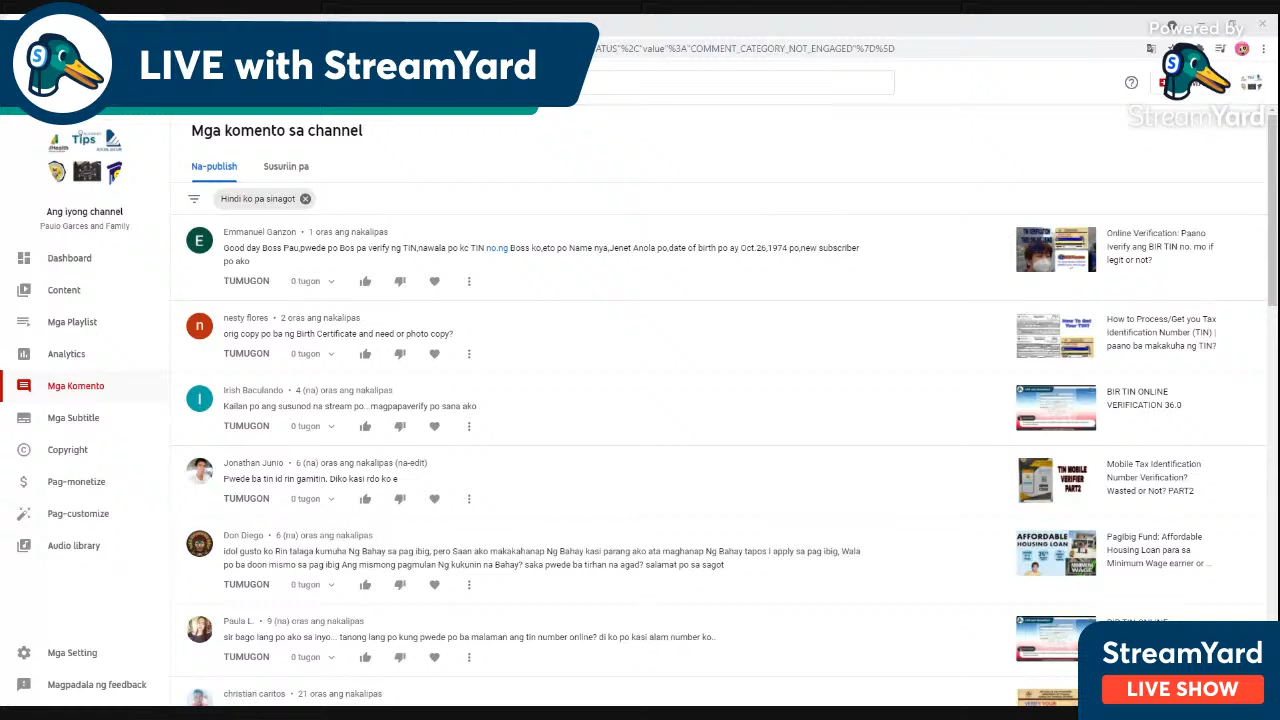 LIVE with StreamYard
STATUS"%2C"value"%3A"COMMENT_CATEGORY_NOT_ENGAGED"%7D%5D
Powered by
StreamYard
Tips
Mga komento sa channel
Na-publish
Susuriin pa
Hindi ko pa sinagot
Ang iyong channel
Paulo Garces and Family
Dashboard
Content
Mga Playlist
Analytics
Mga Komento
Mga Subtitle
Copyright
Pag-monetize
Pag-customize
Audio library
Mga Setting
Magpadala ng feedback
E
Emmanuel Ganzon • 1 oras ang nakalipas
Good day Boss Pau,pwede po Bos pa verify ng TIN,nawala po kc TIN no.ng Boss ko,eto po Name nya,Jenet Anola po,date of birth po ay Oct.26,1974 po,new subscriber
po ako
TUMUGON 0 tugon
Online Verification: Paano
Iverify ang BIR TIN no. mo if
legit or not?
n
nesty flores • 2 oras ang nakalipas
orig copy po ba ng Birth Certificate and need or photo copy?
TUMUGON 0 tugon
How to Process/Get you Tax
Identification Number (TIN) |
paano ba makakuha ng TIN?
I
Irish Baculando • 4 (na) oras ang nakalipas
Kailan po ang susunod na stream po...magpapaverify po sana ako
TUMUGON 0 tugon
BIR TIN ONLINE
VERIFICATION 36.0
Jonathan Junio • 6 (na) oras ang nakalipas (na-edit)
Pwede ba tin id rin gamitin. Diko kasi rdo ko e
TUMUGON 0 tugon
TIN MOBILE
VERIFIER
PART2
Mobile Tax Identification
Number Verification?
Wasted or Not? PART2
Don Diego • 6 (na) oras ang nakalipas
idol gusto ko Rin talaga kumuha Ng Bahay sa pag ibig, pero Saan ako makakahanap Ng Bahay kasi parang ako ata maghanap Ng Bahay tapos I apply sa pag ibig, Wala
po ba doon mismo sa pag ibig Ang maamong pagmulan Ng kukunin na Bahay? saka pwede ba tirhan na agad? salamat po sa sagot
TUMUGON 0 tugon
AFFORDABLE
HOUSING LOAN
MINIMUM
WAGE
Pagibig Fund: Affordable
Housing Loan para sa
Minimum Wage earner or ...
Paula L. • 9 (na) oras ang nakalipas
sir bago lang po ako sa inyo... tanong lang po kung pwede po ba malaman ang tin number online? di ko po kasi alam number ko..
TUMUGON 0 tugon
christian caritos • 21 oras ang nakalipas
StreamYard
LIVE SHOW